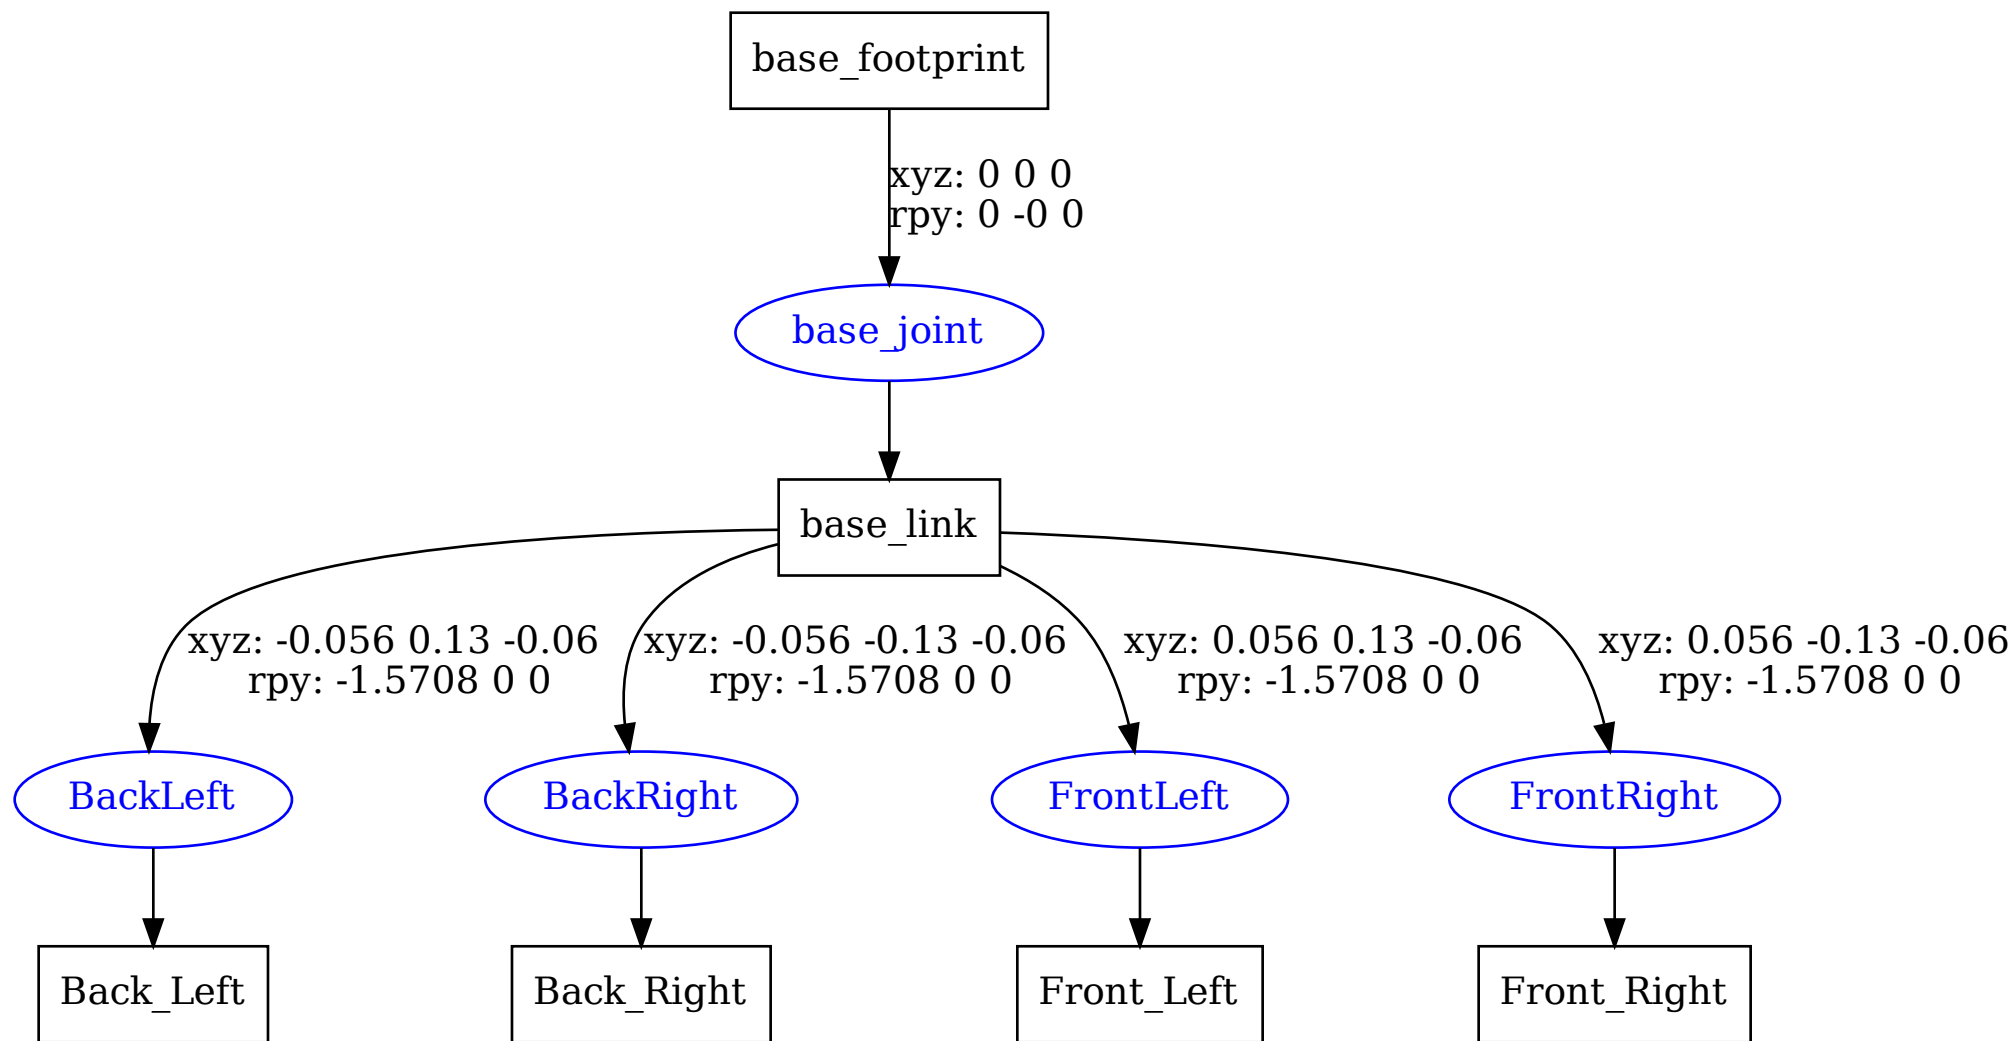 base_footprint
xyz: 0 0 0
rpy: 0 -0 0
base_joint
base_link
xyz: -0.056 0.13 -0.06
rpy: -1.5708 0 0
xyz: -0.056 -0.13 -0.06
rpy: -1.5708 0 0
xyz: 0.056 0.13 -0.06
rpy: -1.5708 0 0
xyz: 0.056 -0.13 -0.06
rpy: -1.5708 0 0
BackLeft
BackRight
FrontLeft
FrontRight
Back_Left
Back_Right
Front_Left
Front_Right